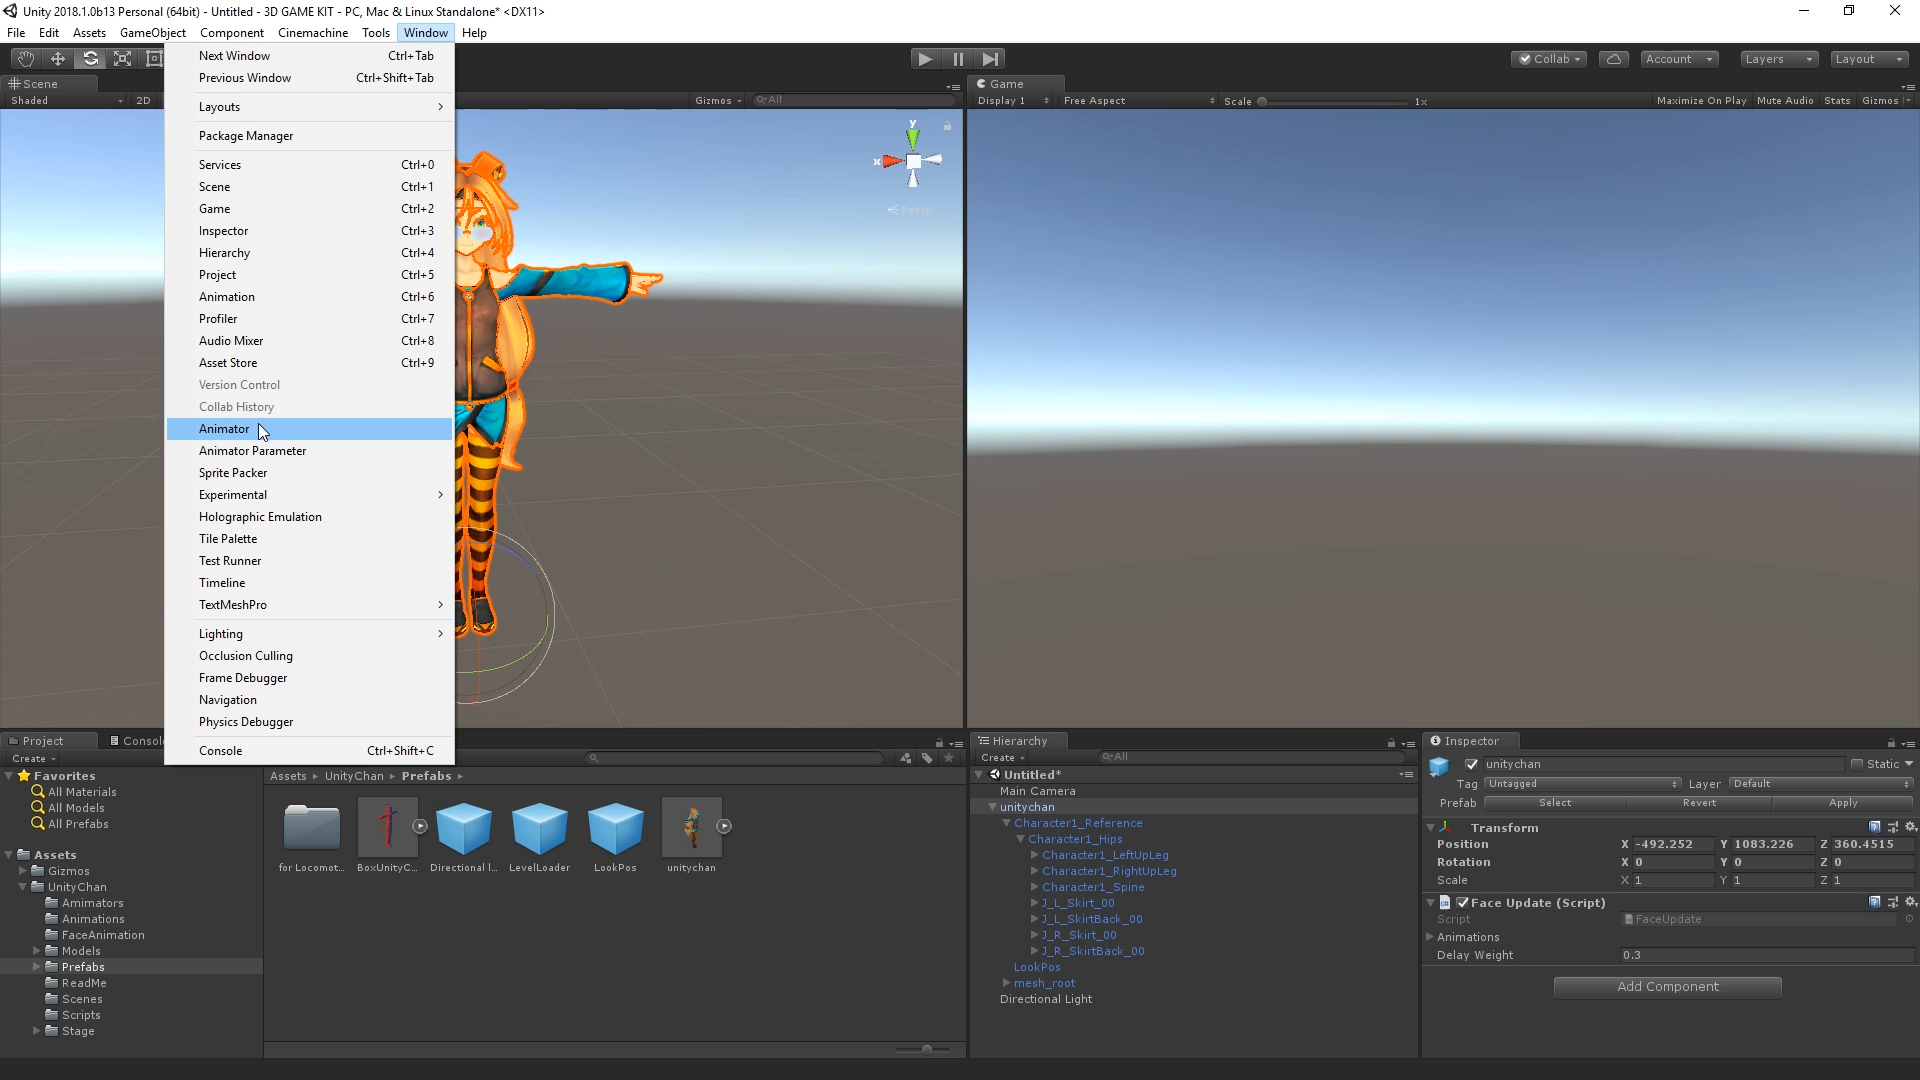 Unity 2018.1.0b13 Personal (64bit) - Untitled - 3D GAME KIT - PC, Mac & Linux Standalone* <DX11>
File Edit Assets GameObject Component Cinemachine Tools Window Help
Collab Account Layers Layout
Scene
Shaded 2D Gizmos All
Game
Display 1 Free Aspect Scale 1x Maximize On Play Mute Audio Stats Gizmos
Next Window Ctrl+Tab
Previous Window Ctrl+Shift+Tab
Layouts
Package Manager
Services Ctrl+0
Scene Ctrl+1
Game Ctrl+2
Inspector Ctrl+3
Hierarchy Ctrl+4
Project Ctrl+5
Animation Ctrl+6
Profiler Ctrl+7
Audio Mixer Ctrl+8
Asset Store Ctrl+9
Version Control
Collab History
Animator
Animator Parameter
Sprite Packer
Experimental
Holographic Emulation
Tile Palette
Test Runner
Timeline
TextMeshPro
Lighting
Occlusion Culling
Frame Debugger
Navigation
Physics Debugger
Console Ctrl+Shift+C
y
x
Persp
Project Consol
Create
Favorites
All Materials
All Models
All Prefabs
Assets
Gizmos
UnityChan
Amimators
Animations
FaceAnimation
Models
Prefabs
ReadMe
Scenes
Scripts
Stage
Assets UnityChan Prefabs
for Locomot... BoxUnityC... Directional l... LevelLoader LookPos unitychan
Hierarchy
Create All
Untitled*
Main Camera
unitychan
Character1_Reference
Character1_Hips
Character1_LeftUpLeg
Character1_RightUpLeg
Character1_Spine
J_L_Skirt_00
J_L_SkirtBack_00
J_R_Skirt_00
J_R_SkirtBack_00
LookPos
mesh_root
Directional Light
Inspector
unitychan Static
Tag Untagged Layer Default
Prefab Select Revert Apply
Transform
Position X -492.252 Y 1083.226 Z 360.4515
Rotation X 0 Y 0 Z 0
Scale X 1 Y 1 Z 1
Face Update (Script)
Script FaceUpdate
Animations
Delay Weight 0.3
Add Component